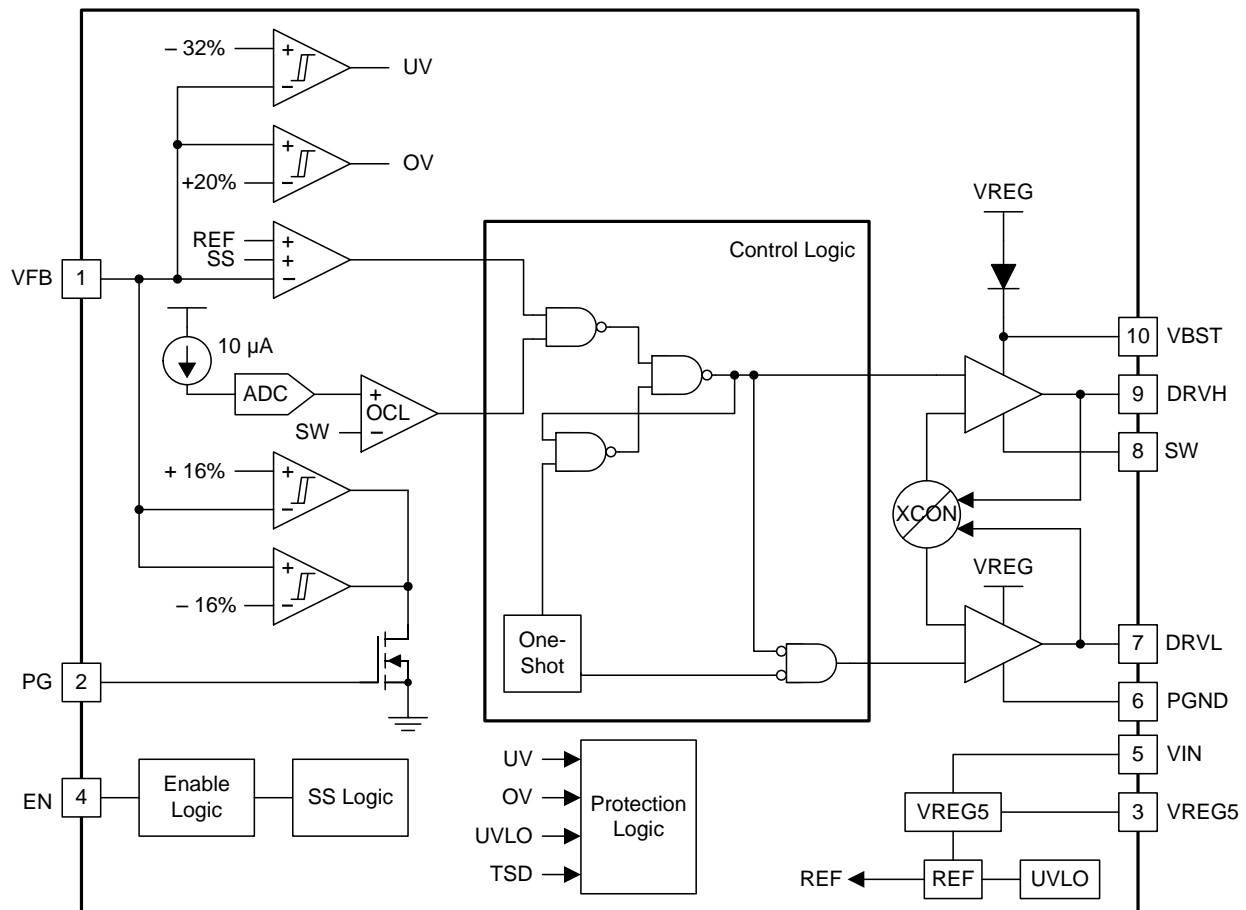 – 32%
+
−
UV
+
−
+20%
OV
REF
SS
+
+
−
VFB
1
10 µA
ADC
+
OCL
−
SW
+ 16%
+
−
+
−
– 16%
PG
2
EN
4
Enable
Logic
SS Logic
Control Logic
One-
Shot
UV
OV
UVLO
TSD
Protection
Logic
VREG
10
VBST
9
DRVH
8
SW
XCON
VREG
7
DRVL
6
PGND
5
VIN
VREG5
3
VREG5
REF
REF
UVLO